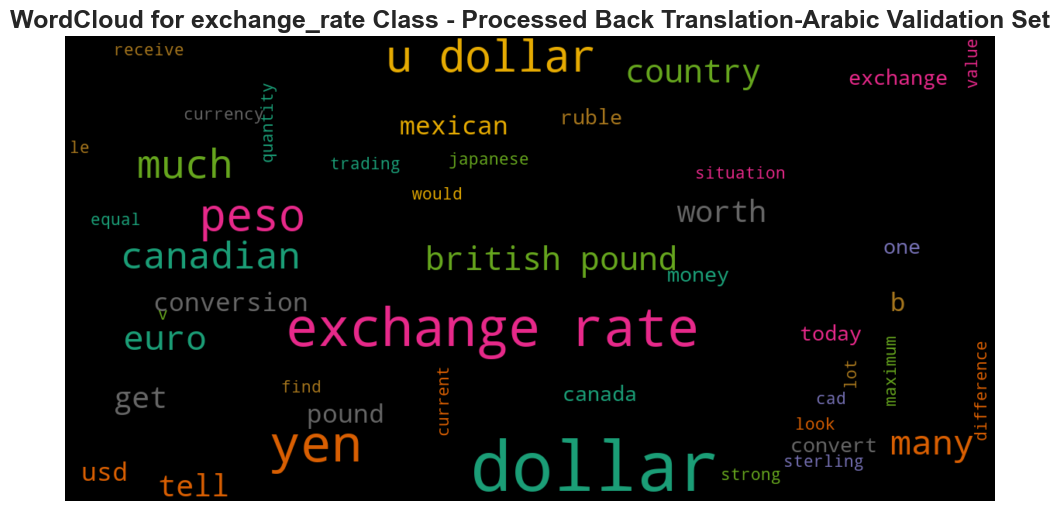 WordCloud for exchange_rate Class - Processed Back Translation-Arabic Validation Set
receive
u dollar
country
exchange
value
currency
quantity
mexican
ruble
le
much
trading
japanese
situation
would
equal
peso
worth
canadian
british pound
one
money
conversion
v
b
euro
exchange rate
today
get
find
pound
current
canada
lot
maximum
difference
cad
look
yen
dollar
convert
many
sterling
strong
usd
tell